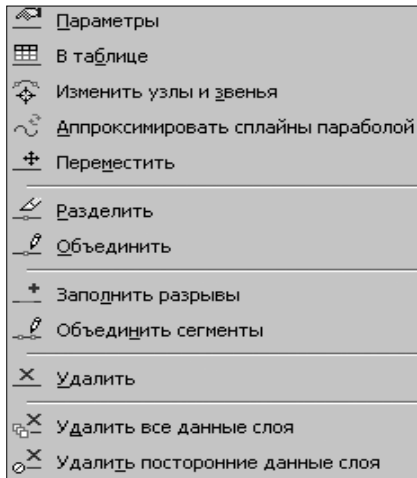 Параметры
В таблице
Изменить узлы и звенья
Аппроксимировать сплайны параболой
Переместить
Разделить
Объединить
Заполнить разрывы
Объединить сегменты
Удалить
Удалить все данные слоя
Удалить посторонние данные слоя